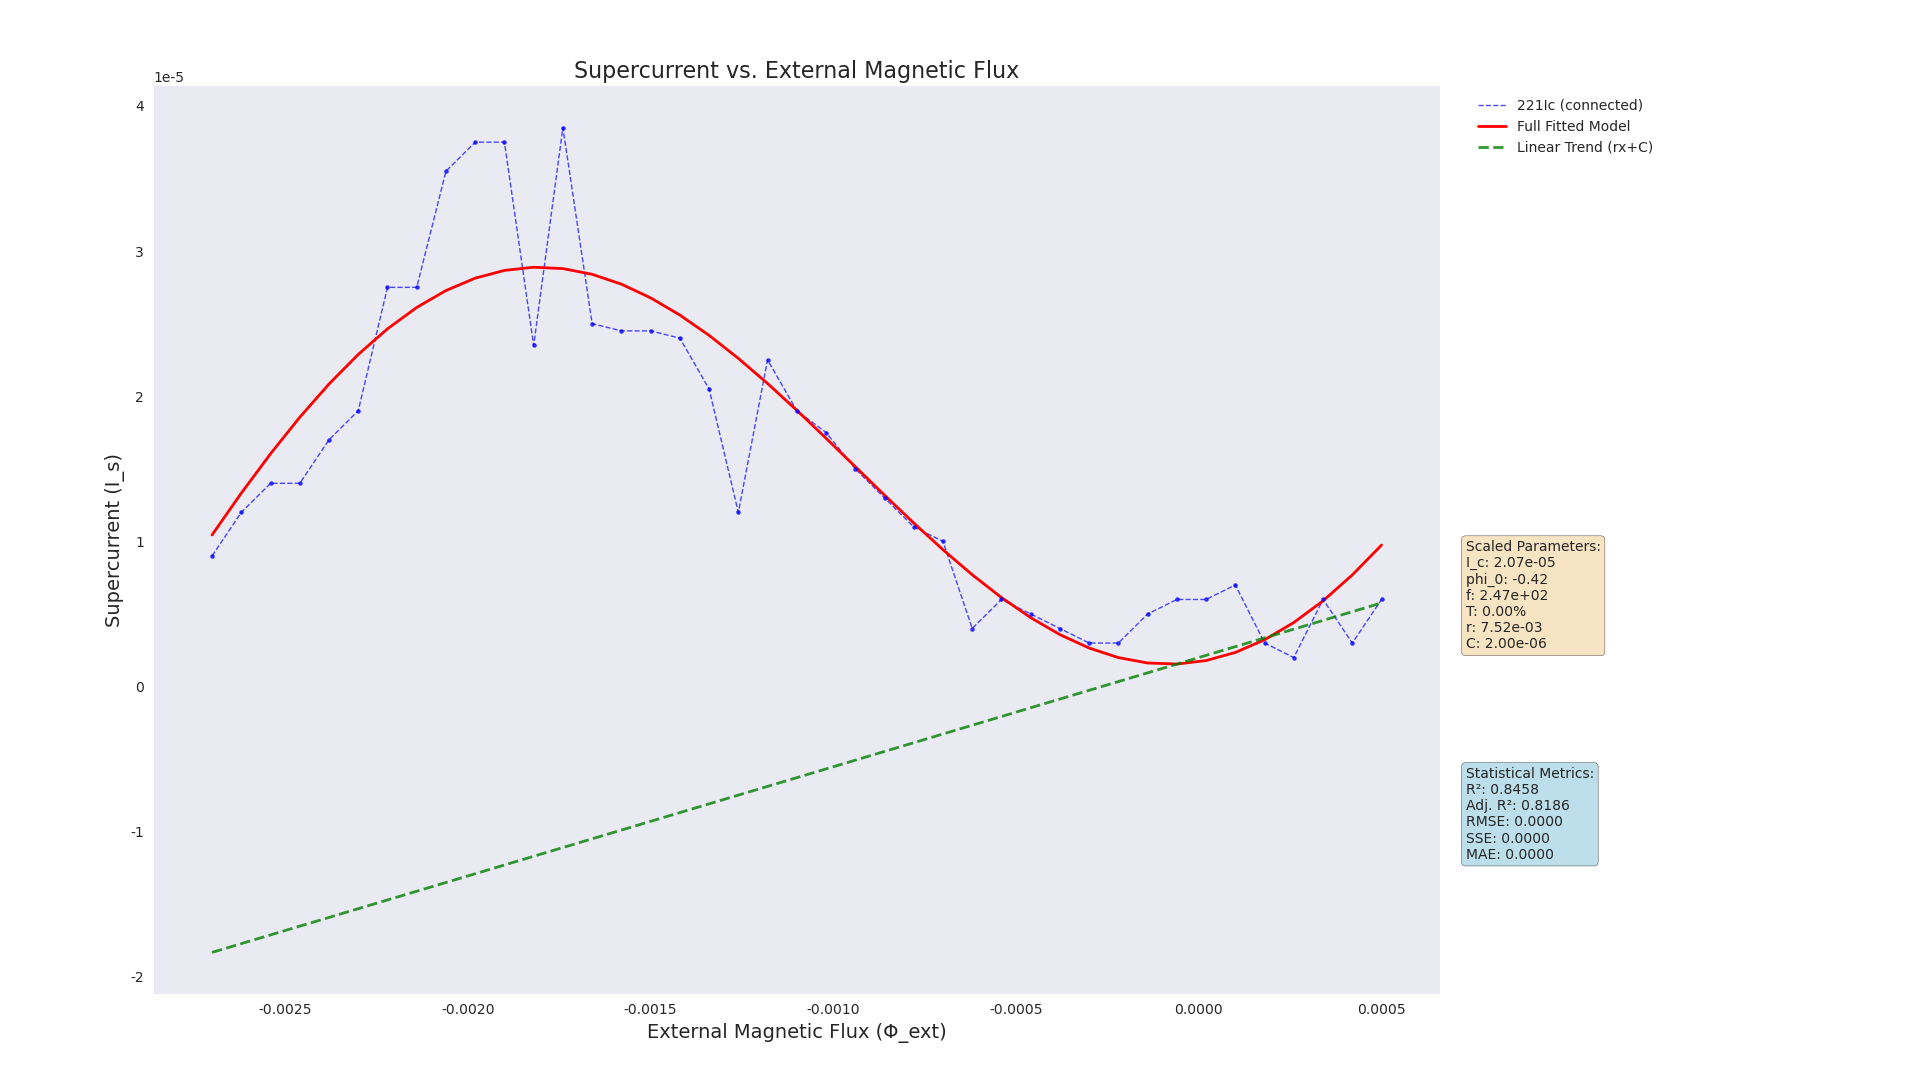 Supercurrent vs. External Magnetic Flux
1e-5
4
3
2
1
0
-1
-2
Supercurrent (I_s)
-0.0025
-0.0020
-0.0015
-0.0010
-0.0005
0.0000
0.0005
External Magnetic Flux (Φ_ext)
221Ic (connected)
Full Fitted Model
Linear Trend (rx+C)
Scaled Parameters:
I_c: 2.07e-05
phi_0: -0.42
f: 2.47e+02
T: 0.00%
r: 7.52e-03
C: 2.00e-06
Statistical Metrics:
R²: 0.8458
Adj. R²: 0.8186
RMSE: 0.0000
SSE: 0.0000
MAE: 0.0000